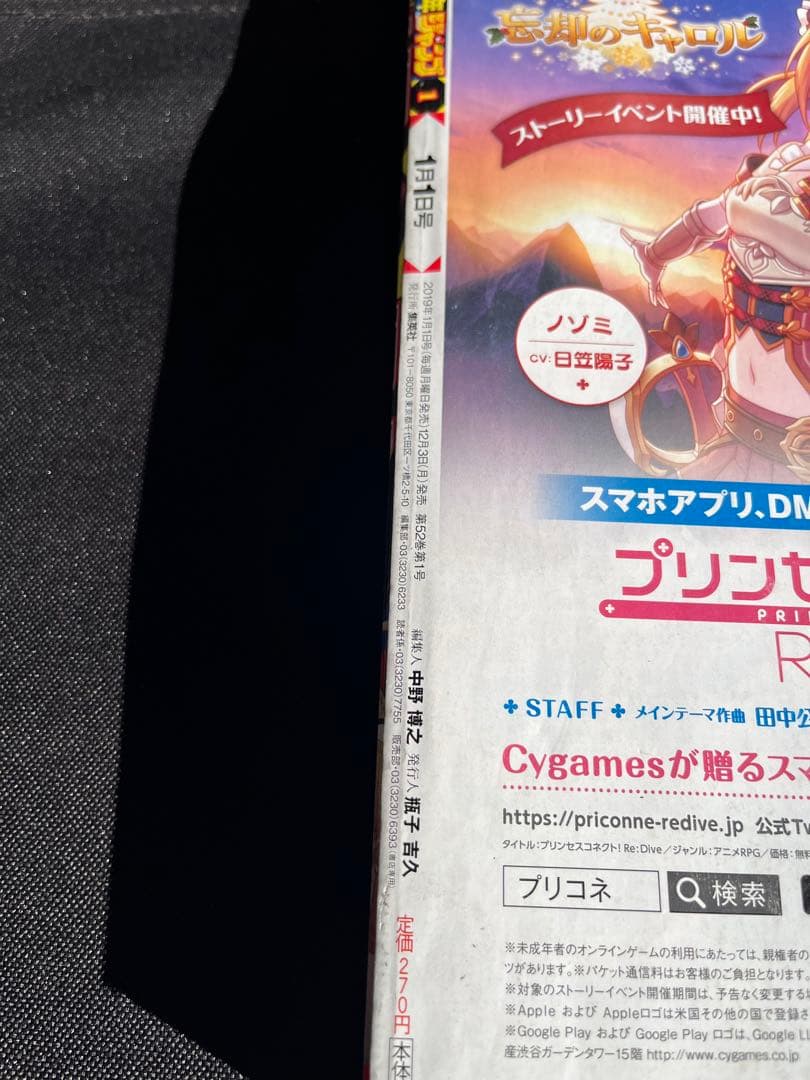 ジャンプ
1
1月1日号
2019年1月1日号(毎週月曜日発売)12月3日(月)発売 第52巻第1号
編集人 中野 博之 発行人 瓶子 吉久
発行所 集英社 〒101-8050 東京都千代田区一ツ橋2-5-10 編集部・03(3230)6233 読者係・03(3230)7755 販売部・03(3230)6393(書店専用)
定価270円
本体
忘却のキャロル
ストーリーイベント開催中!
ノゾミ
CV: 日笠陽子
スマホアプリ、DM
プリンセ
PRI
R
STAFF メインテーマ作曲 田中公
Cygamesが贈るスマ
https://priconne-redive.jp 公式Tw
タイトル:プリンセスコネクト! Re:Dive/ジャンル:アニメRPG/価格:無料
プリコネ 検索
※未成年者のオンラインゲームの利用にあたっては、親権者の
ツがあります。※パケット通信料はお客様のご負担となります。
※対象のストーリーイベント開催期間は、予告なく変更する場
※Apple および Appleロゴは米国その他の国で登録さ
※Google Play および Google Play ロゴは、Google LL
産渋谷ガーデンタワー15階 http://www.cygames.co.jp